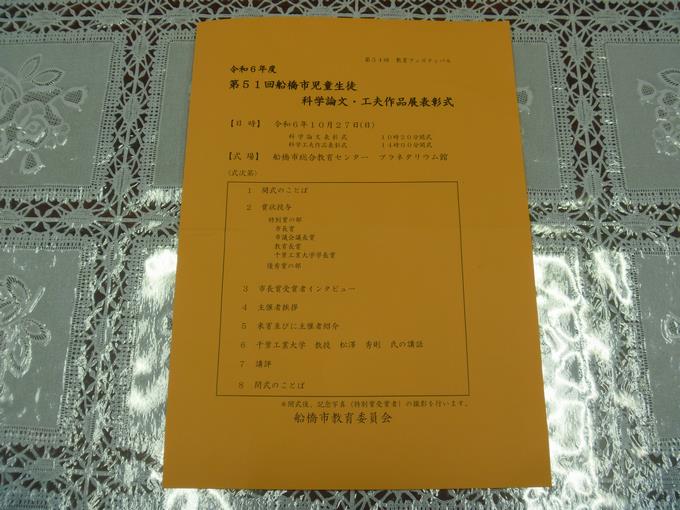 第54回　教育フェスティバル
令和６年度
第５１回船橋市児童生徒
科学論文・工夫作品展表彰式
【日 時】　令和６年１０月２７日(日)
科 学 論 文 表 彰 式　１０時２０分開式
科学工夫作品表彰式　１４時００分開式
【式 場】　船橋市総合教育センター　プラネタリウム館
〈式次第〉
１　開式のことば
２　賞状授与
特別賞の部
市長賞
市議会議長賞
教育長賞
千葉工業大学学長賞
優秀賞の部
３　市長賞受賞者インタビュー
４　主催者挨拶
５　来賓並びに主催者紹介
６　千葉工業大学　教授　松澤　秀則　氏の講話
７　講評
８　閉式のことば
※閉式後、記念写真（特別賞受賞者）の撮影を行います。
船橋市教育委員会